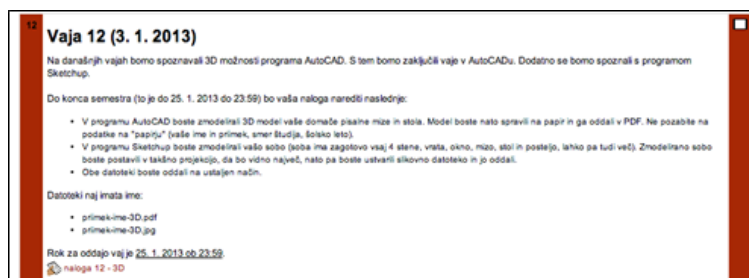 12
Vaja 12 (3. 1. 2013)
Na današnjih vajah bomo spoznavali 3D možnosti programa AutoCAD. S tem bomo zaključili vaje v AutoCADu. Dodatno se bomo spoznali s programom
Sketchup.
Do konca semestra (to je do 25. 1. 2013 do 23:59) bo vaša naloga narediti naslednje:
• V programu AutoCAD boste zmodelirali 3D model vaše domače pisalne mize in stola. Model boste nato spravili na papir in ga oddali v PDF. Ne pozabite na
podatke na "papirju" (vaše ime in priimek, smer študija, šolsko leto).
• V programu Sketchup boste zmodelirali vašo sobo (soba ima zagotovo vsaj 4 stene, vrata, okno, mizo, stol in posteljo, lahko pa tudi več). Zmodelirano sobo
boste postavili v takšno projekcijo, da bo vidno največ, nato pa boste ustvarili slikovno datoteko in jo oddali.
• Obe datoteki boste oddali na ustaljen način.
Datoteki naj imata ime:
• priimek-ime-3D.pdf
• priimek-ime-3D.jpg
Rok za oddajo vaj je 25. 1. 2013 ob 23:59.
naloga 12 - 3D